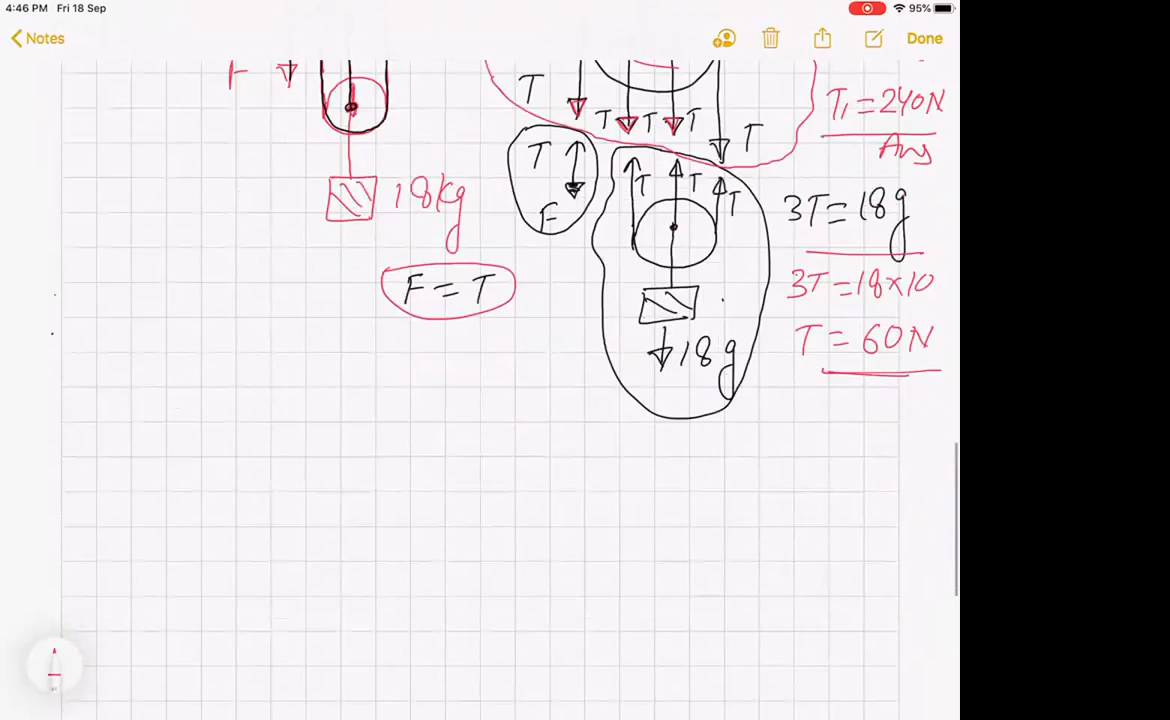 4:46 PM Fri 18 Sep
95%
Notes
Done
F
T
T T T T
T₁ = 240N
Ans
T
F
T T T
18kg
3T = 18g
F = T
3T = 18 × 10
18g
T = 60N